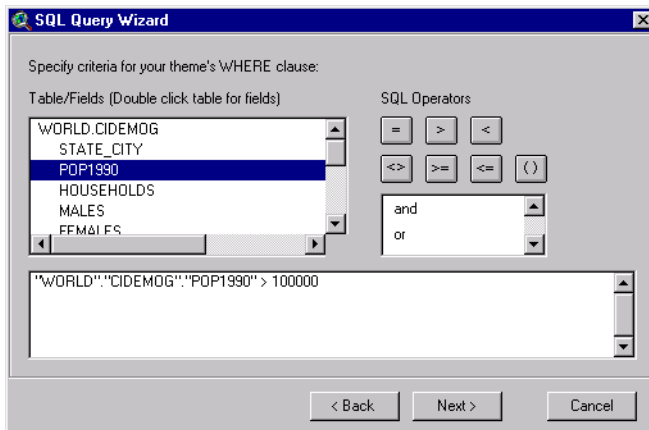 SQL Query Wizard
Specify criteria for your theme's WHERE clause:
Table/Fields (Double click table for fields)
SQL Operators
WORLD.CIDEMOG
STATE_CITY
POP1990
HOUSEHOLDS
MALES
FEMALES
= > <
<> >= <= ()
and
or
"WORLD"."CIDEMOG"."POP1990" > 100000
< Back
Next >
Cancel